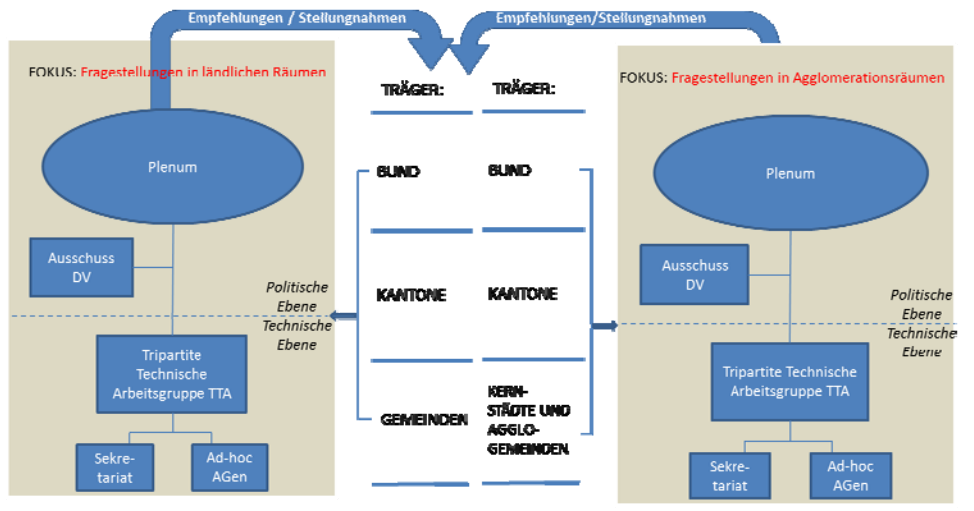 Empfehlungen / Stellungnahmen
FOKUS: Fragestellungen in ländlichen Räumen
Plenum
Ausschuss
DV
Politische
Ebene
Technische
Ebene
Tripartite
Technische
Arbeitsgruppe TTA
Sekre-
tariat
Ad-hoc
AGen
TRÄGER:
BUND
KANTONE
GEMEINDEN
Empfehlungen/Stellungnahmen
TRÄGER:
BUND
KANTONE
KERN-
STÄDTE UND
AGGLO-
GEMEINDEN
FOKUS: Fragestellungen in Agglomerationsräumen
Plenum
Ausschuss
DV
Politische
Ebene
Technische
Ebene
Tripartite Technische
Arbeitsgruppe TTA
Sekre-
tariat
Ad-hoc
AGen